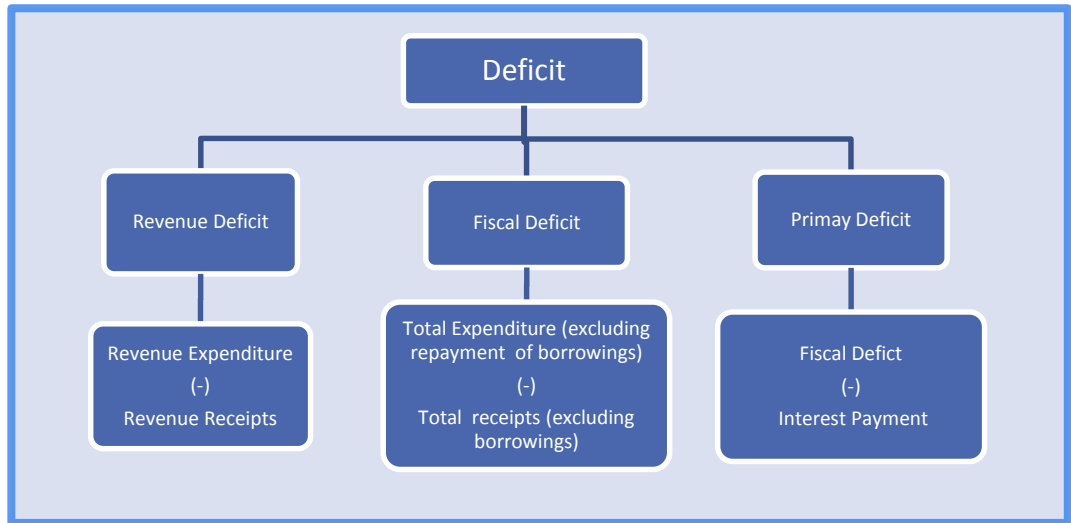 Deficit
Revenue Deficit
Fiscal Deficit
Primay Deficit
Revenue Expenditure
(-)
Revenue Receipts
Total Expenditure (excluding
repayment of borrowings)
(-)
Total receipts (excluding
borrowings)
Fiscal Defict
(-)
Interest Payment